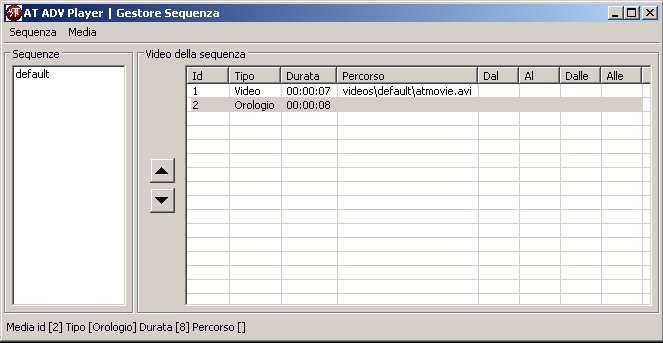 AT ADV Player | Gestore Sequenza
Sequenza Media
Sequenze
default
Video della sequenza
Id Tipo Durata Percorso Dal Al Dalle Alle
1 Video 00:00:07 videos\default\atmovie.avi
2 Orologio 00:00:08
Media id [2] Tipo [Orologio] Durata [8] Percorso []